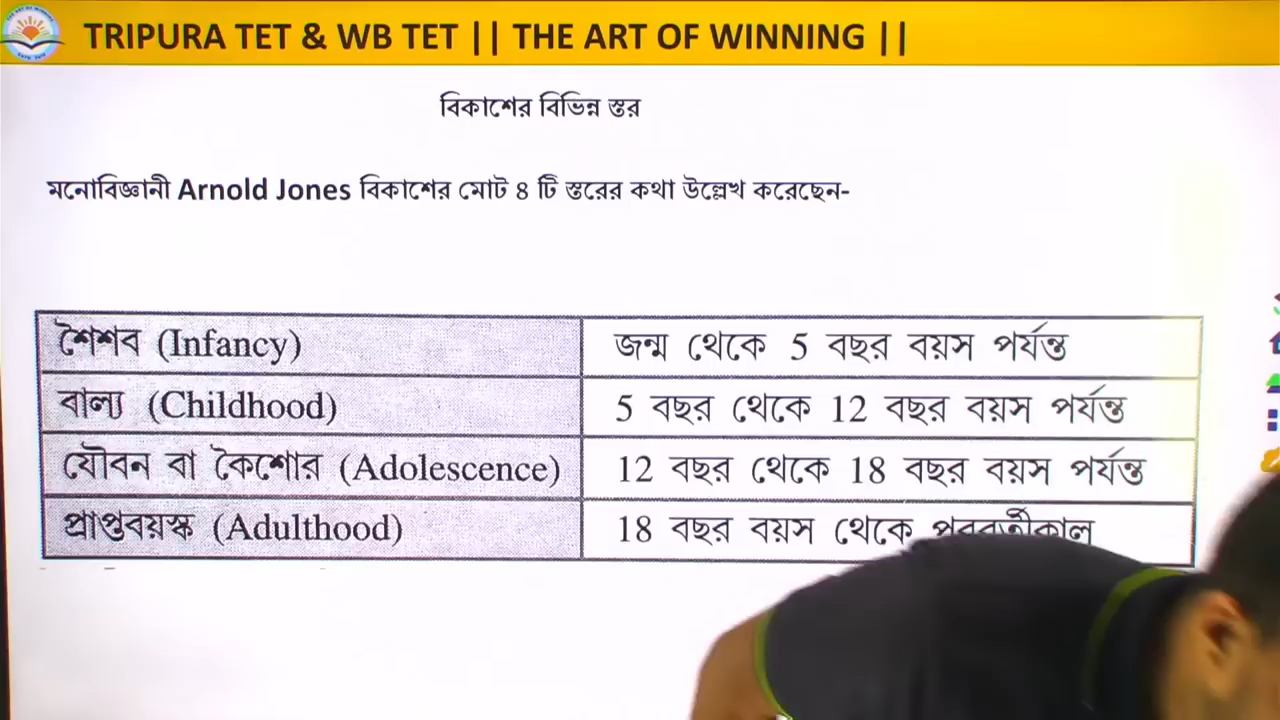 TRIPURA TET & WB TET || THE ART OF WINNING ||
বিকাশের বিভিন্ন স্তর
মনোবিজ্ঞানী Arnold Jones বিকাশের মোট ৪ টি স্তরের কথা উল্লেখ করেছেন-
শৈশব (Infancy) জন্ম থেকে 5 বছর বয়স পর্যন্ত
বাল্য (Childhood) 5 বছর থেকে 12 বছর বয়স পর্যন্ত
যৌবন বা কৈশোর (Adolescence) 12 বছর থেকে 18 বছর বয়স পর্যন্ত
প্রাপ্তবয়স্ক (Adulthood) 18 বছর বয়স থেকে পরবর্তীকাল